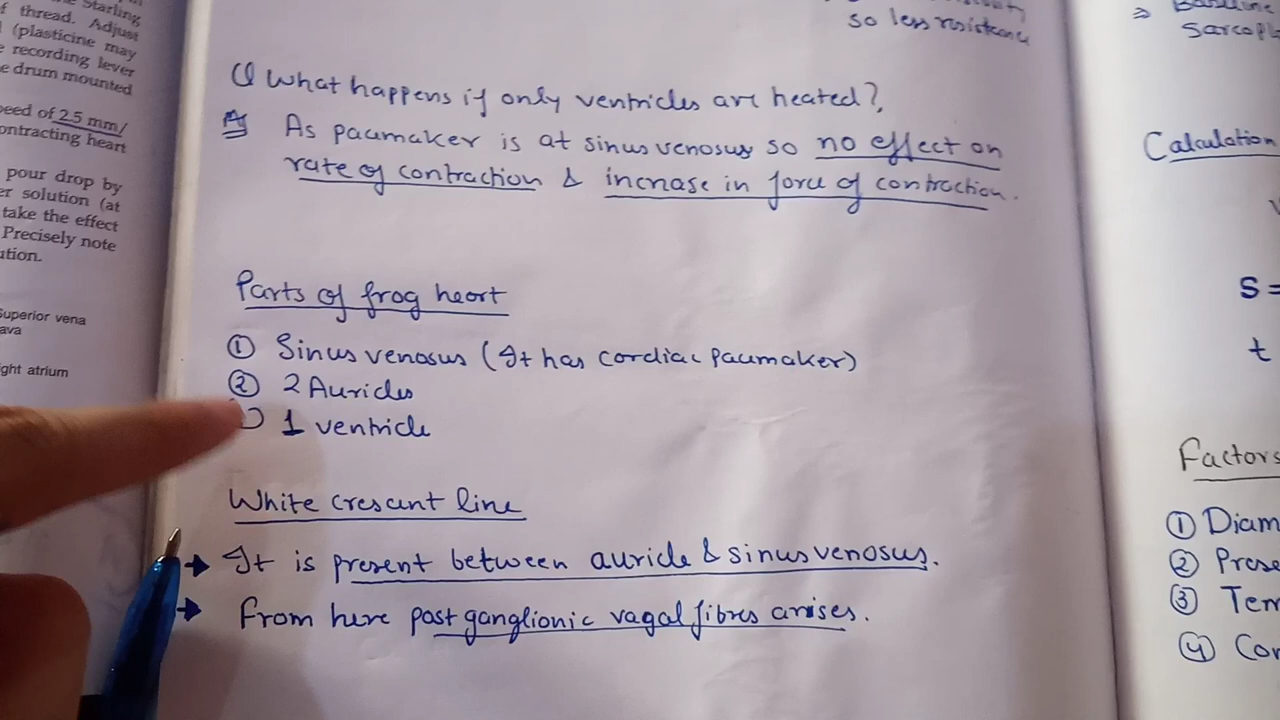 Starling
f thread. Adjust
(plasticine may
recording lever
e drum mounted
eed of 2.5 mm/
ontracting heart
pour drop by
er solution (at
take the effect
Precisely note
ution.
Superior vena
ava
ght atrium
so less resistance
Q What happens if only ventricles are heated?,
As pacemaker is at sinus venosus so no effect on
rate of contraction & increase in force of contraction.
Parts of frog heart
① Sinus venosus (It has cardiac pacemaker)
② 2 Auricles
1 ventricle
White crescent line
→ It is present between auricle & sinus venosus.
→ From here post ganglionic vagal fibres arises.
⇒ Baseline
Sarcopl
Calculation
S =
t
Factors
① Diam
② Prese
③ Tem
④ Cor